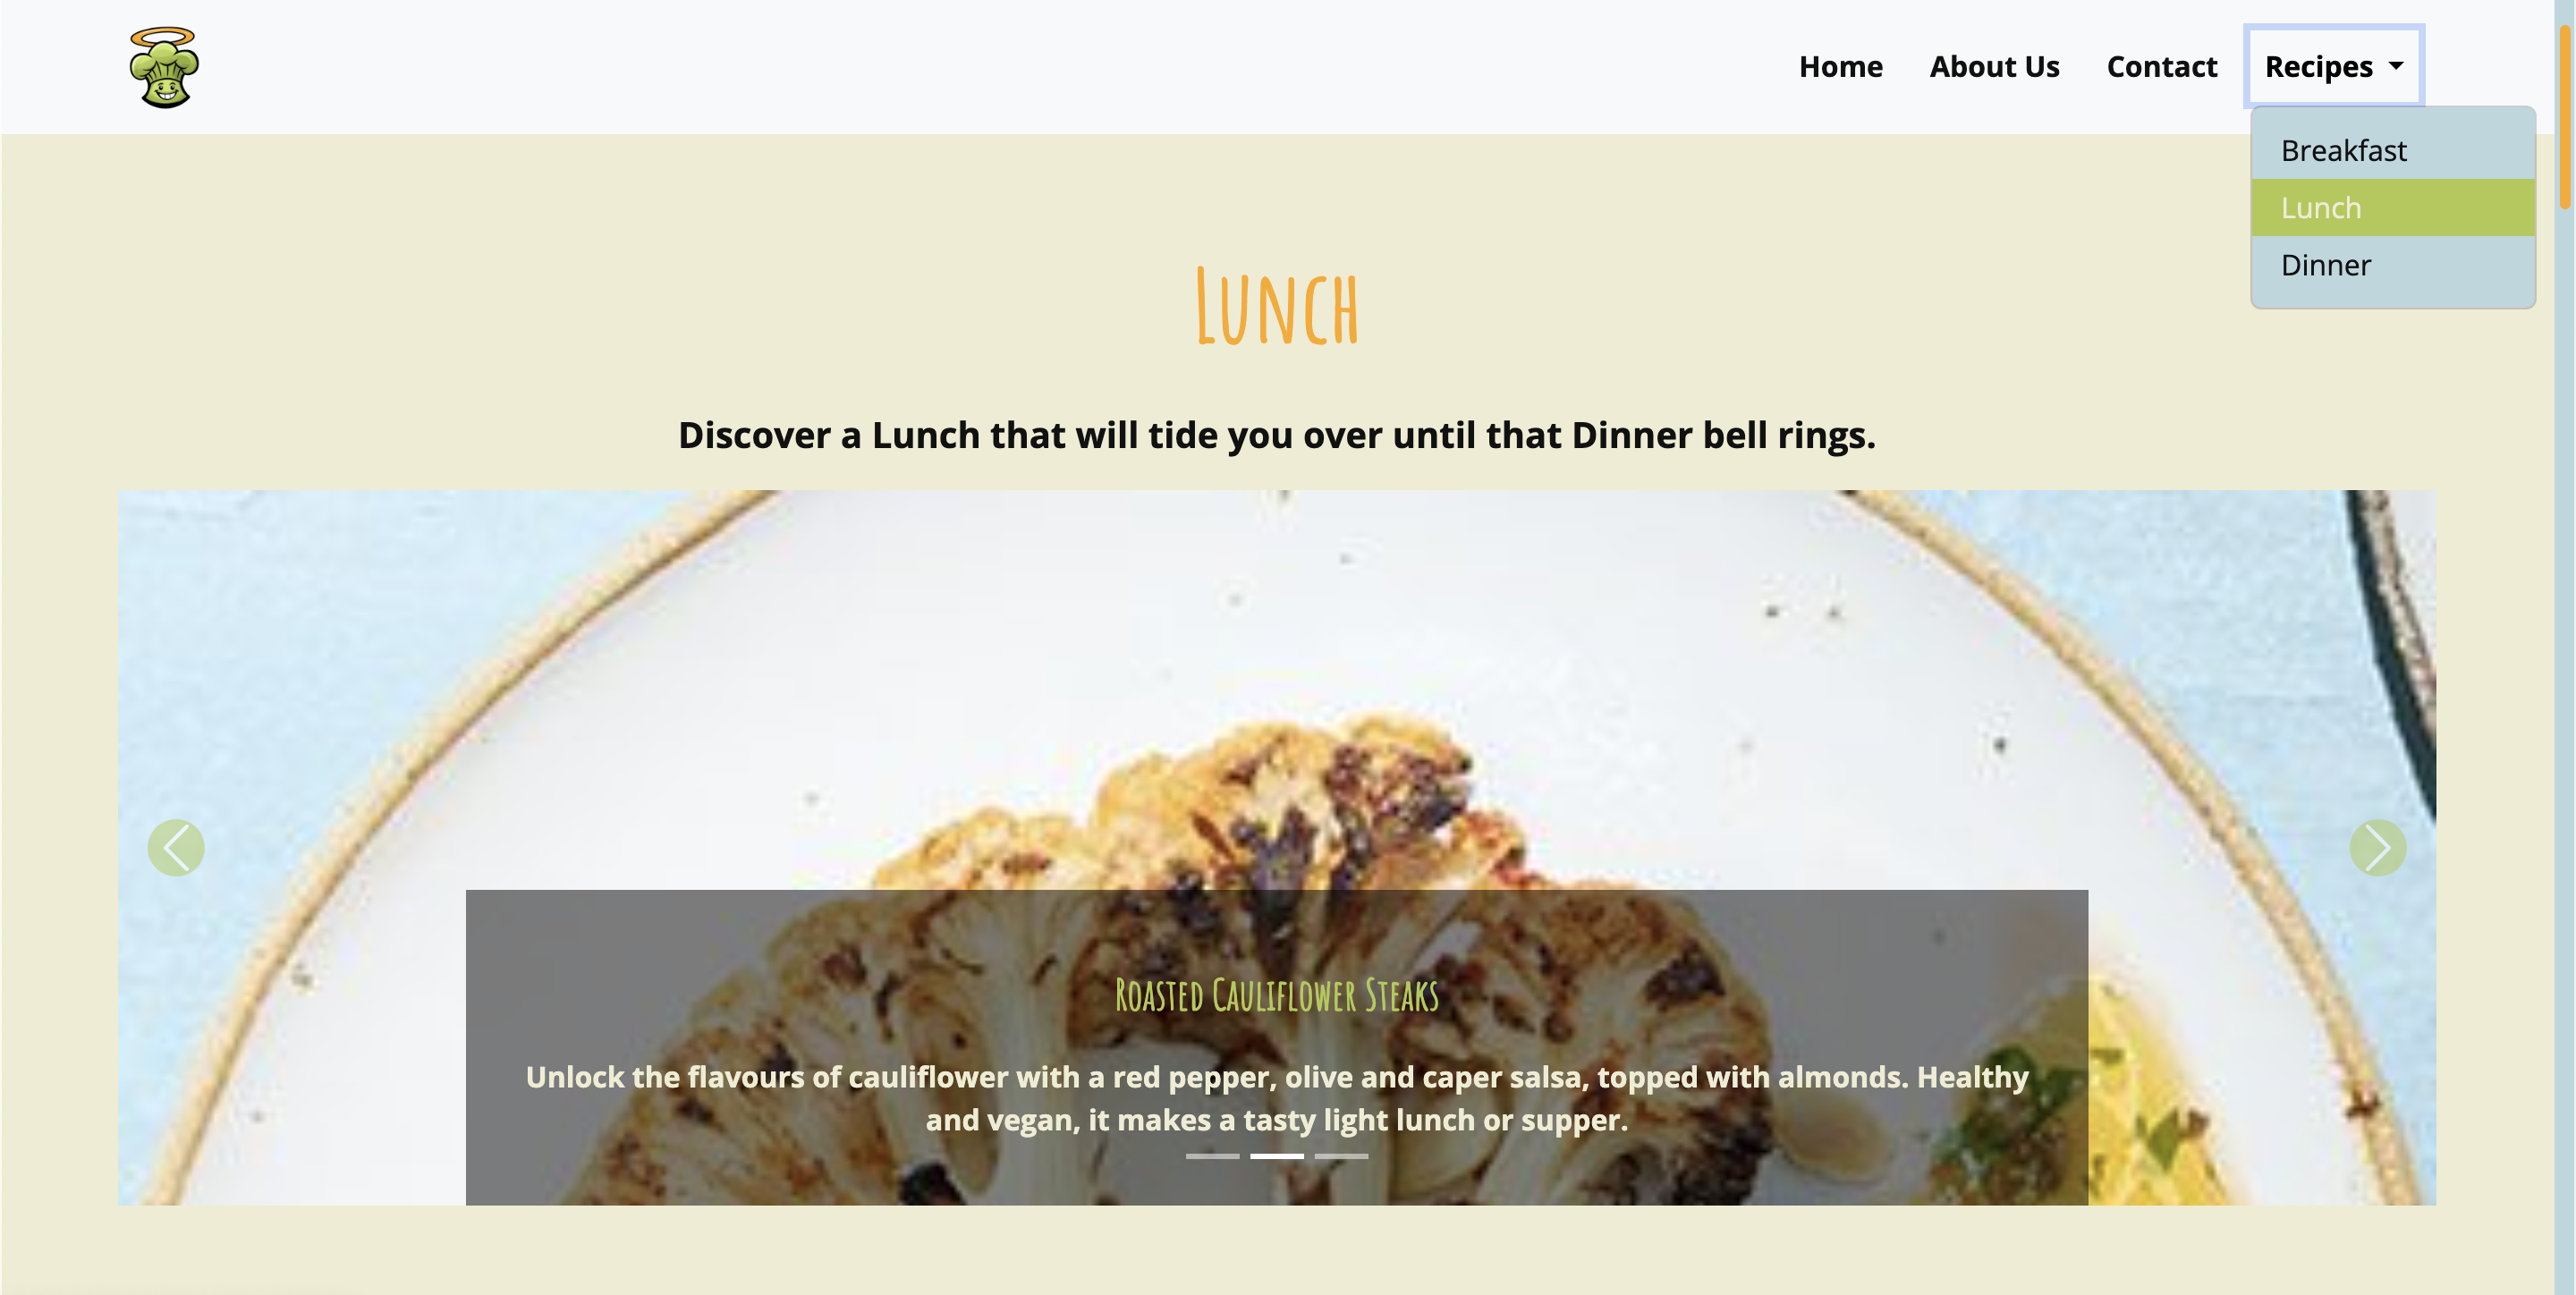 Home About Us Contact Recipes
Breakfast
Lunch
Dinner
Lunch
Discover a Lunch that will tide you over until that Dinner bell rings.
Roasted Cauliflower Steaks
Unlock the flavours of cauliflower with a red pepper, olive and caper salsa, topped with almonds. Healthy
and vegan, it makes a tasty light lunch or supper.